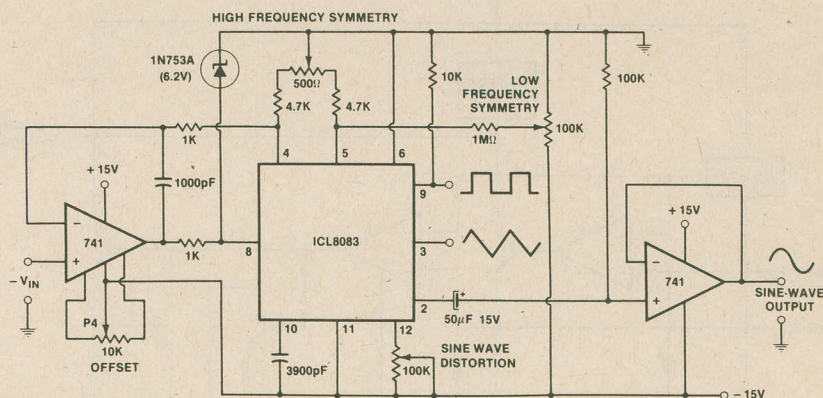 HIGH FREQUENCY SYMMETRY
1N753A
(6.2V)
500Ω
4.7K
4.7K
10K
LOW
FREQUENCY
SYMMETRY
100K
100K
1K
1MΩ
+ 15V
1000pF
4
5
6
9
741
ICL8083
1K
8
3
+ 15V
741
− VIN
2
+
50μF 15V
SINE-WAVE
OUTPUT
P4
10K
OFFSET
10
11
12
3900pF
100K
SINE WAVE
DISTORTION
− 15V